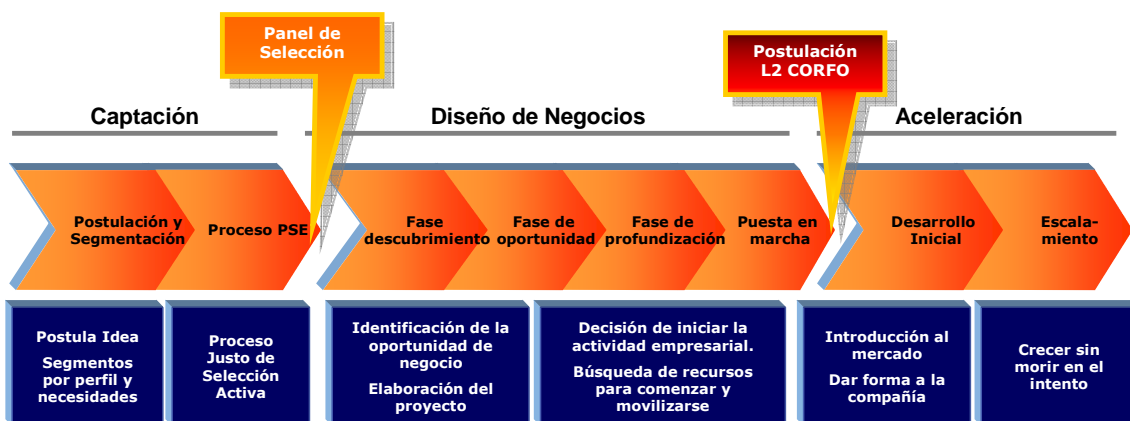 Panel de
Selección
Postulación
L2 CORFO
Captación
Diseño de Negocios
Aceleración
Postulación y
Segmentación
Proceso PSE
Fase
descubrimiento
Fase de
oportunidad
Fase de
profundización
Puesta en
marcha
Desarrollo
Inicial
Escala-
miento
Postula Idea
Segmentos
por perfil y
necesidades
Proceso
Justo de
Selección
Activa
Identificación de la
oportunidad de
negocio
Elaboración del
proyecto
Decisión de iniciar la
actividad empresarial.
Búsqueda de recursos
para comenzar y
movilizarse
Introducción al
mercado
Dar forma a la
compañía
Crecer sin
morir en el
intento